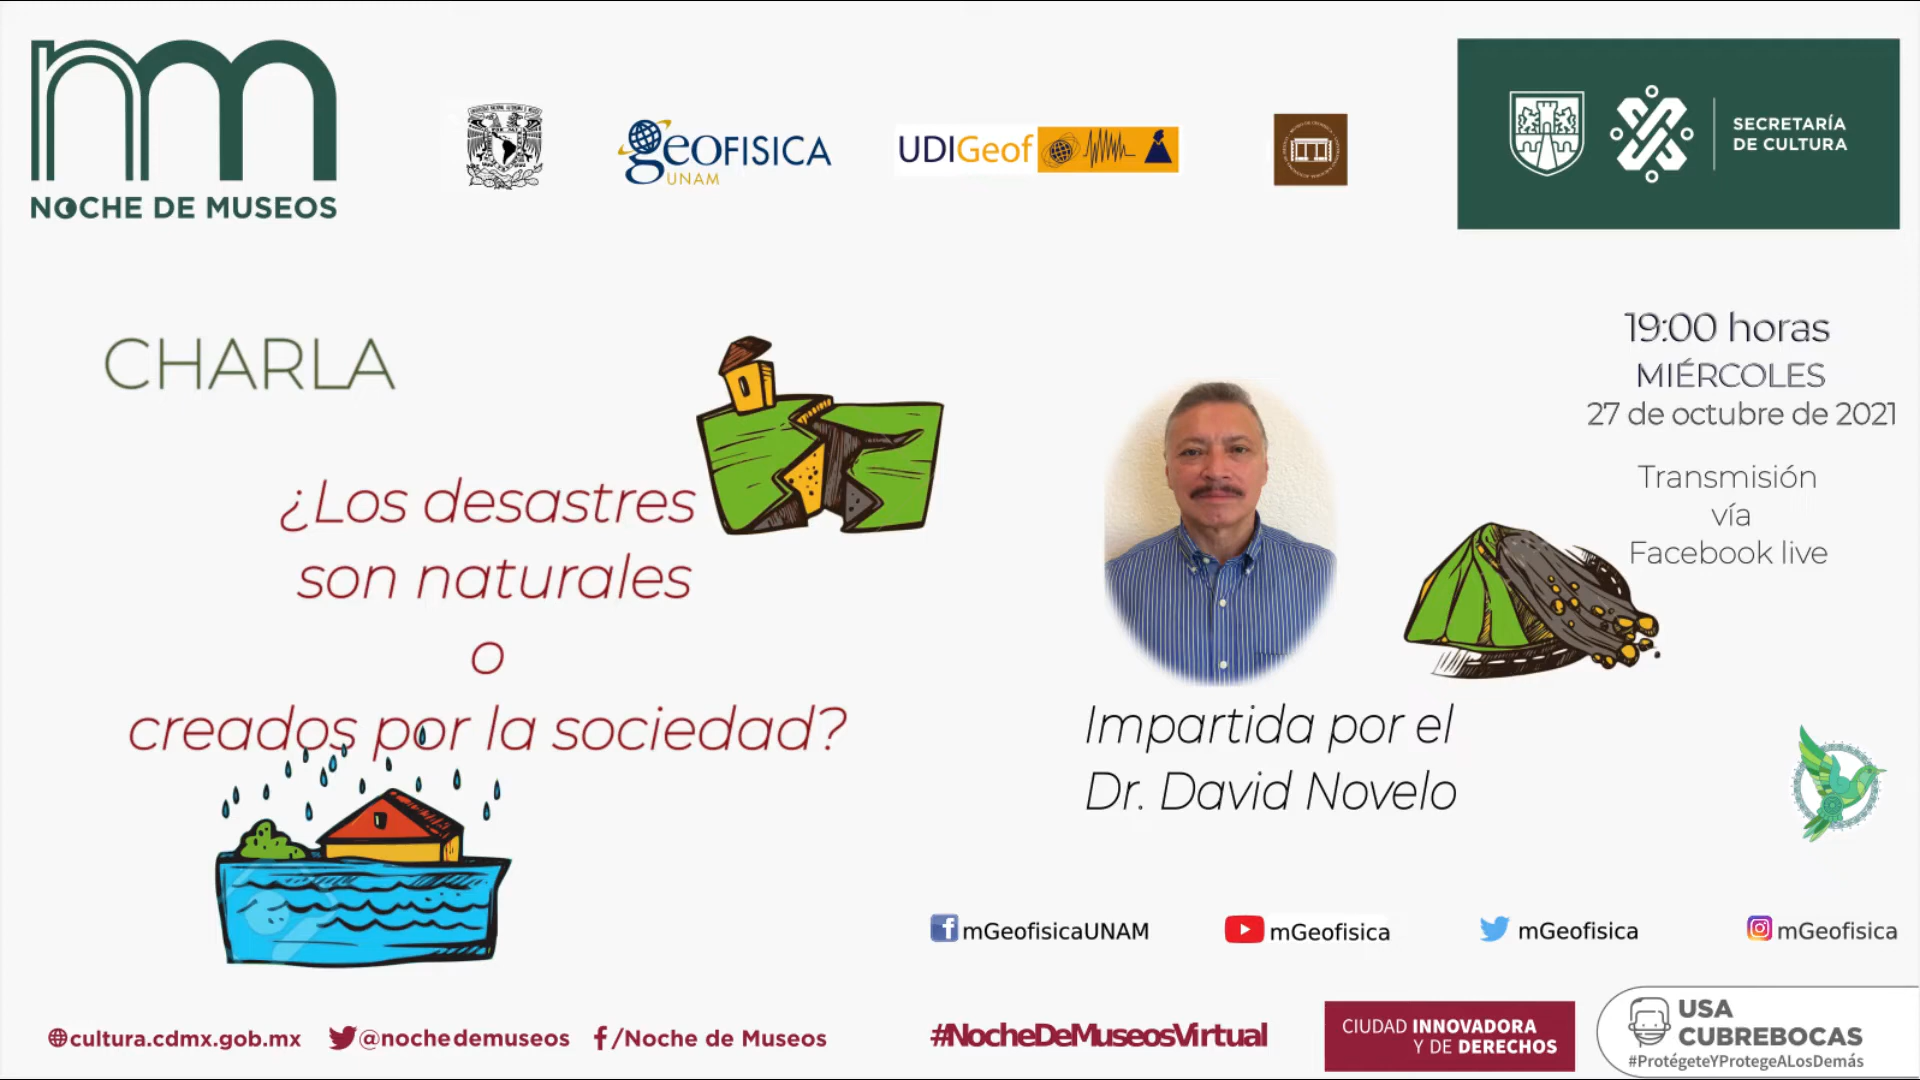 NOCHE DE MUSEOS
GEOFISICA
UNAM
UDIGeof
SECRETARÍA
DE CULTURA
CHARLA
¿Los desastres
son naturales
o
creados por la sociedad?
19:00 horas
MIÉRCOLES
27 de octubre de 2021
Transmisión
vía
Facebook live
Impartida por el
Dr. David Novelo
mGeofisicaUNAM
mGeofisica
mGeofisica
mGeofisica
cultura.cdmx.gob.mx
@nochedemuseos
/Noche de Museos
#NocheDeMuseosVirtual
CIUDAD INNOVADORA
Y DE DERECHOS
USA
CUBREBOCAS
#ProtégeteYProtegeALosDemás